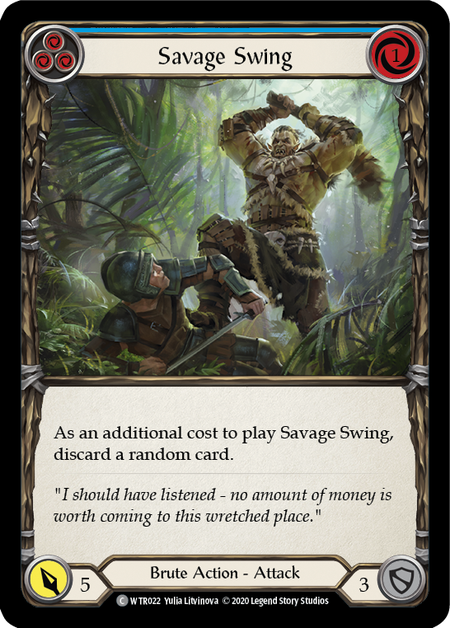 Savage Swing
1
As an additional cost to play Savage Swing,
discard a random card.
"I should have listened - no amount of money is
worth coming to this wretched place."
5
Brute Action - Attack
3
C WTR022 Yulia Litvinova © 2020 Legend Story Studios